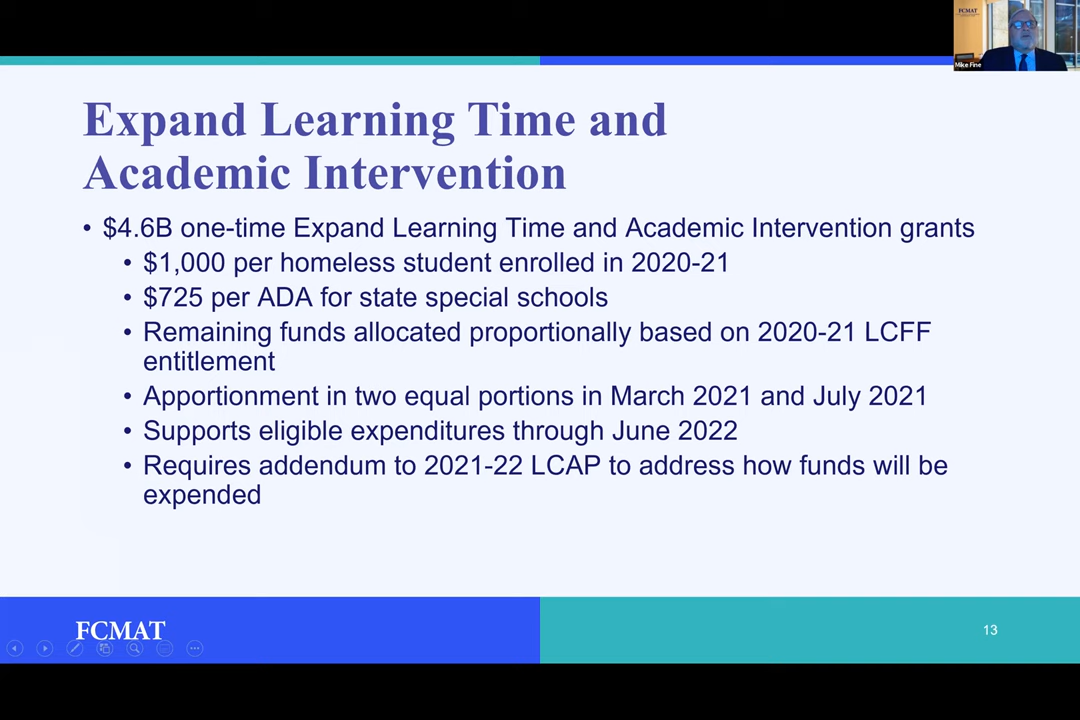 FCMAT
Mike Fine
Expand Learning Time and
Academic Intervention
• $4.6B one-time Expand Learning Time and Academic Intervention grants
• $1,000 per homeless student enrolled in 2020-21
• $725 per ADA for state special schools
• Remaining funds allocated proportionally based on 2020-21 LCFF
entitlement
• Apportionment in two equal portions in March 2021 and July 2021
• Supports eligible expenditures through June 2022
• Requires addendum to 2021-22 LCAP to address how funds will be
expended
FCMAT
13